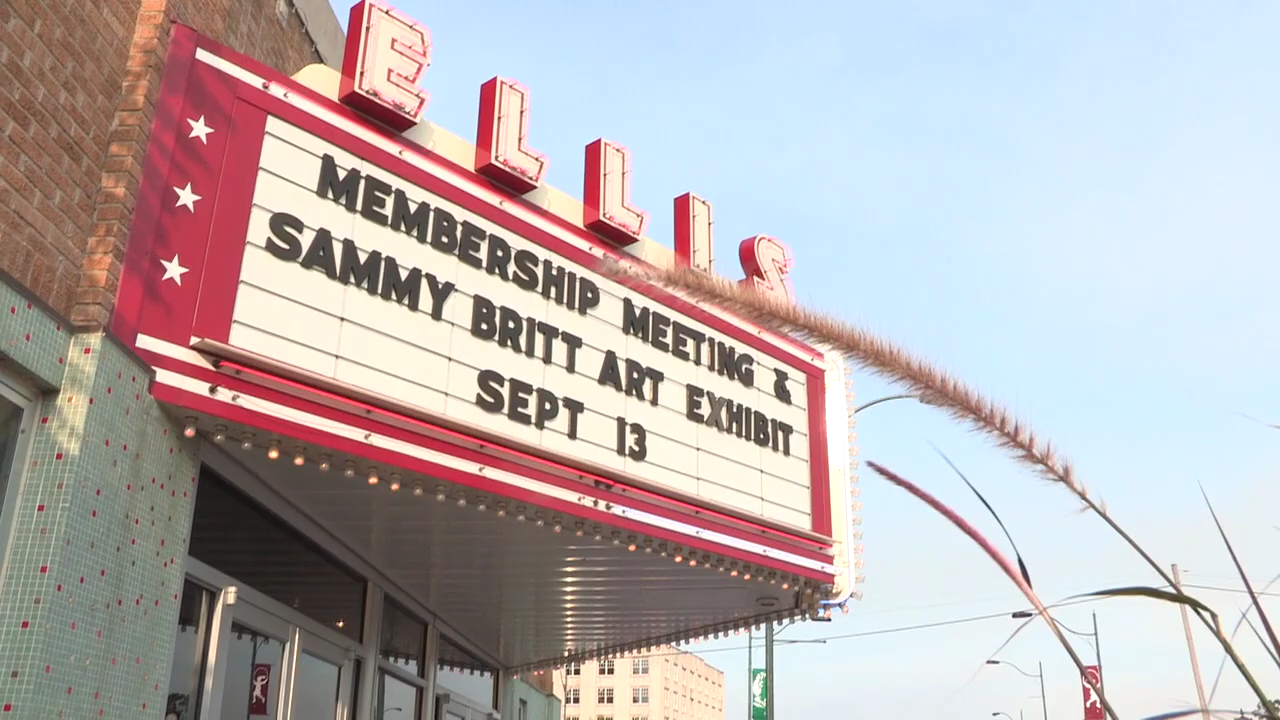 ELLIS
MEMBERSHIP MEETING &
SAMMY BRITT ART EXHIBIT
SEPT 13